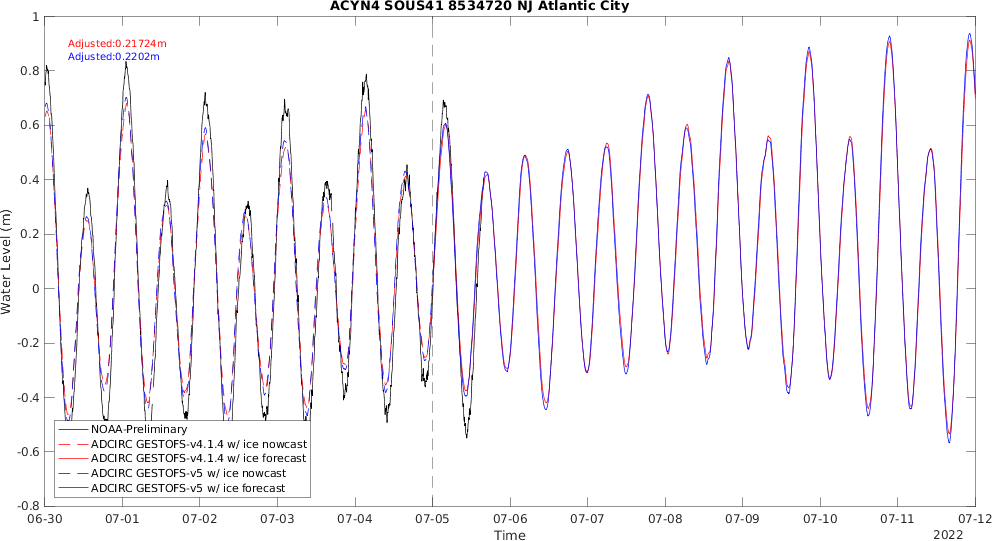 ACYN4 SOUS41 8534720 NJ Atlantic City
Adjusted:0.21724m
Adjusted:0.2202m
Water Level (m)
1
0.8
0.6
0.4
0.2
0
-0.2
-0.4
-0.6
-0.8
NOAA-Preliminary
ADCIRC GESTOFS-v4.1.4 w/ ice nowcast
ADCIRC GESTOFS-v4.1.4 w/ ice forecast
ADCIRC GESTOFS-v5 w/ ice nowcast
ADCIRC GESTOFS-v5 w/ ice forecast
06-30 07-01 07-02 07-03 07-04 07-05 07-06 07-07 07-08 07-09 07-10 07-11 07-12
Time
2022